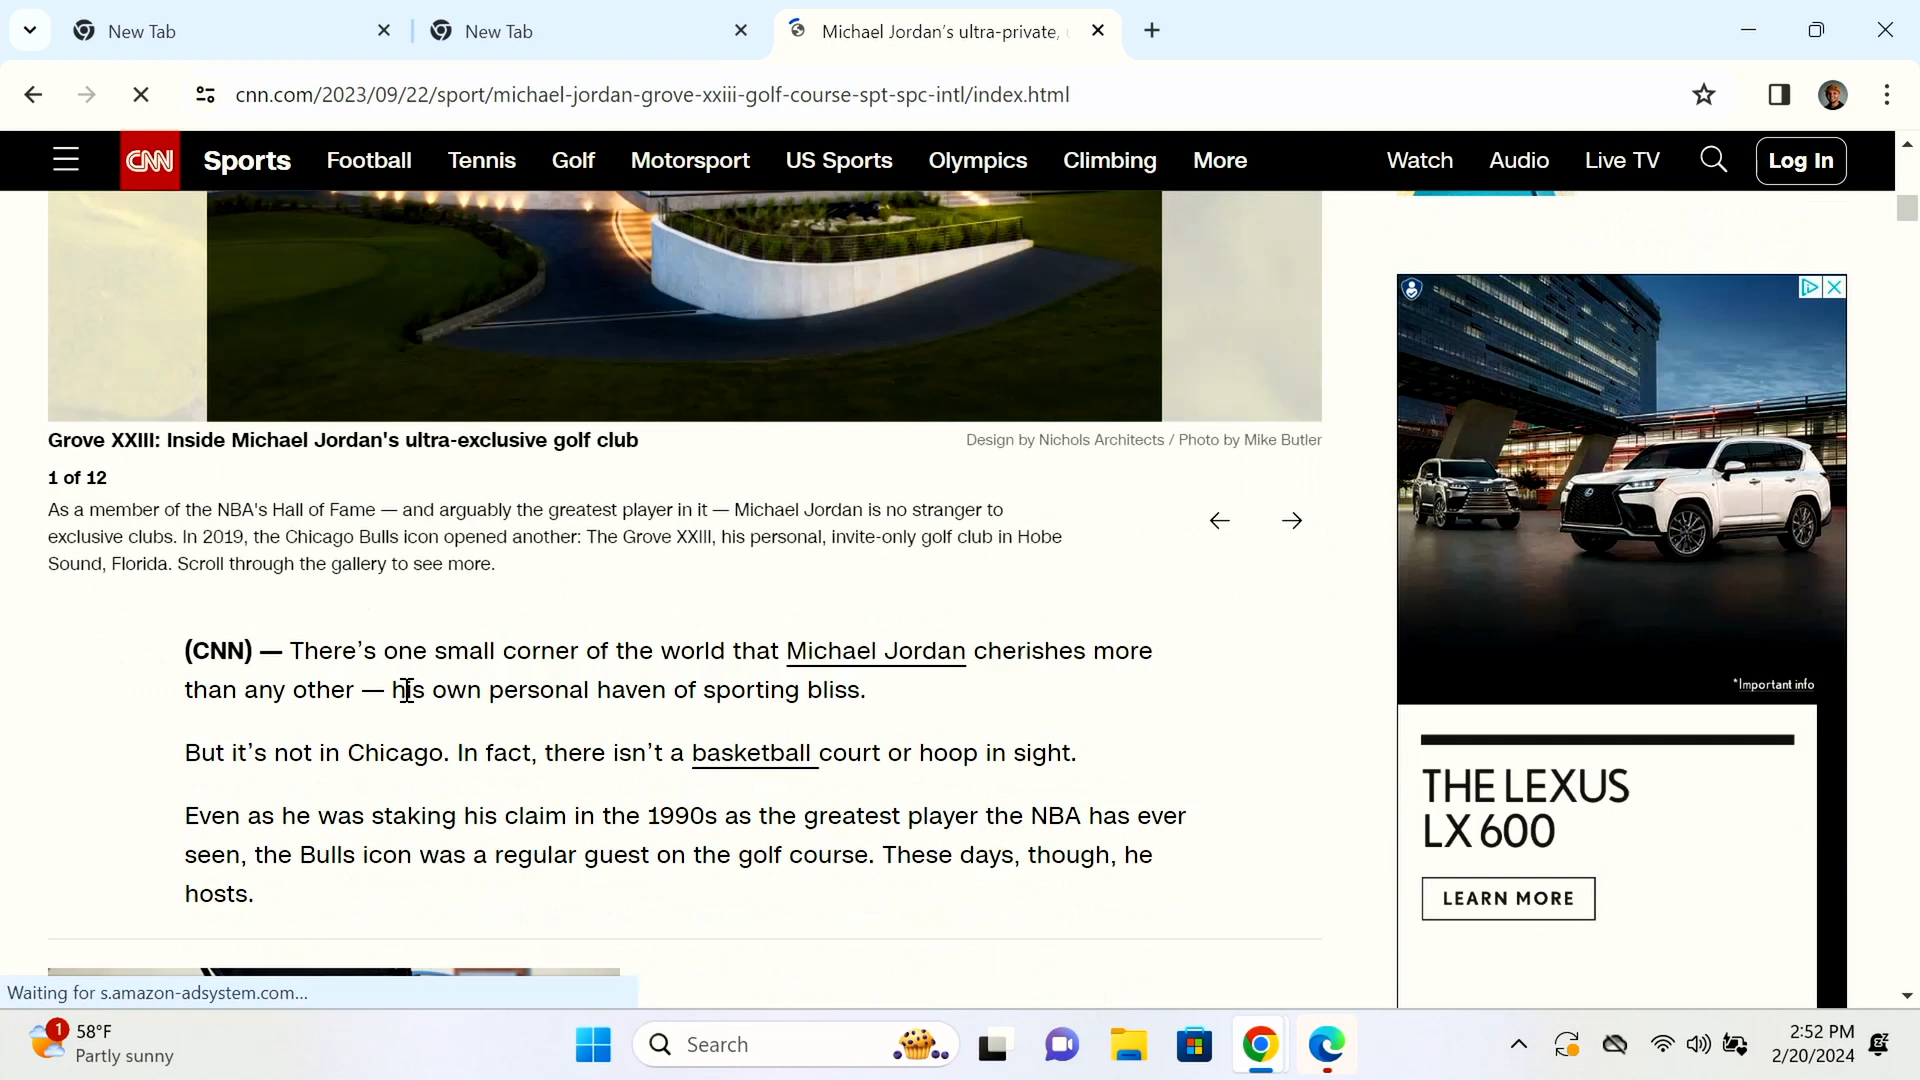 New Tab
New Tab
Michael Jordan's ultra-private,
cnn.com/2023/09/22/sport/michael-jordan-grove-xxiii-golf-course-spt-spc-intl/index.html
CNN Sports Football Tennis Golf Motorsport US Sports Olympics Climbing More Watch Audio Live TV Log In
Grove XXIII: Inside Michael Jordan's ultra-exclusive golf club
Design by Nichols Architects / Photo by Mike Butler
1 of 12
As a member of the NBA's Hall of Fame — and arguably the greatest player in it — Michael Jordan is no stranger to
exclusive clubs. In 2019, the Chicago Bulls icon opened another: The Grove XXIII, his personal, invite-only golf club in Hobe
Sound, Florida. Scroll through the gallery to see more.
(CNN) — There's one small corner of the world that Michael Jordan cherishes more
than any other — his own personal haven of sporting bliss.
But it's not in Chicago. In fact, there isn't a basketball court or hoop in sight.
Even as he was staking his claim in the 1990s as the greatest player the NBA has ever
seen, the Bulls icon was a regular guest on the golf course. These days, though, he
hosts.
*Important info
THE LEXUS
LX 600
LEARN MORE
Waiting for s.amazon-adsystem.com...
1
58°F
Partly sunny
Search
2:52 PM
2/20/2024